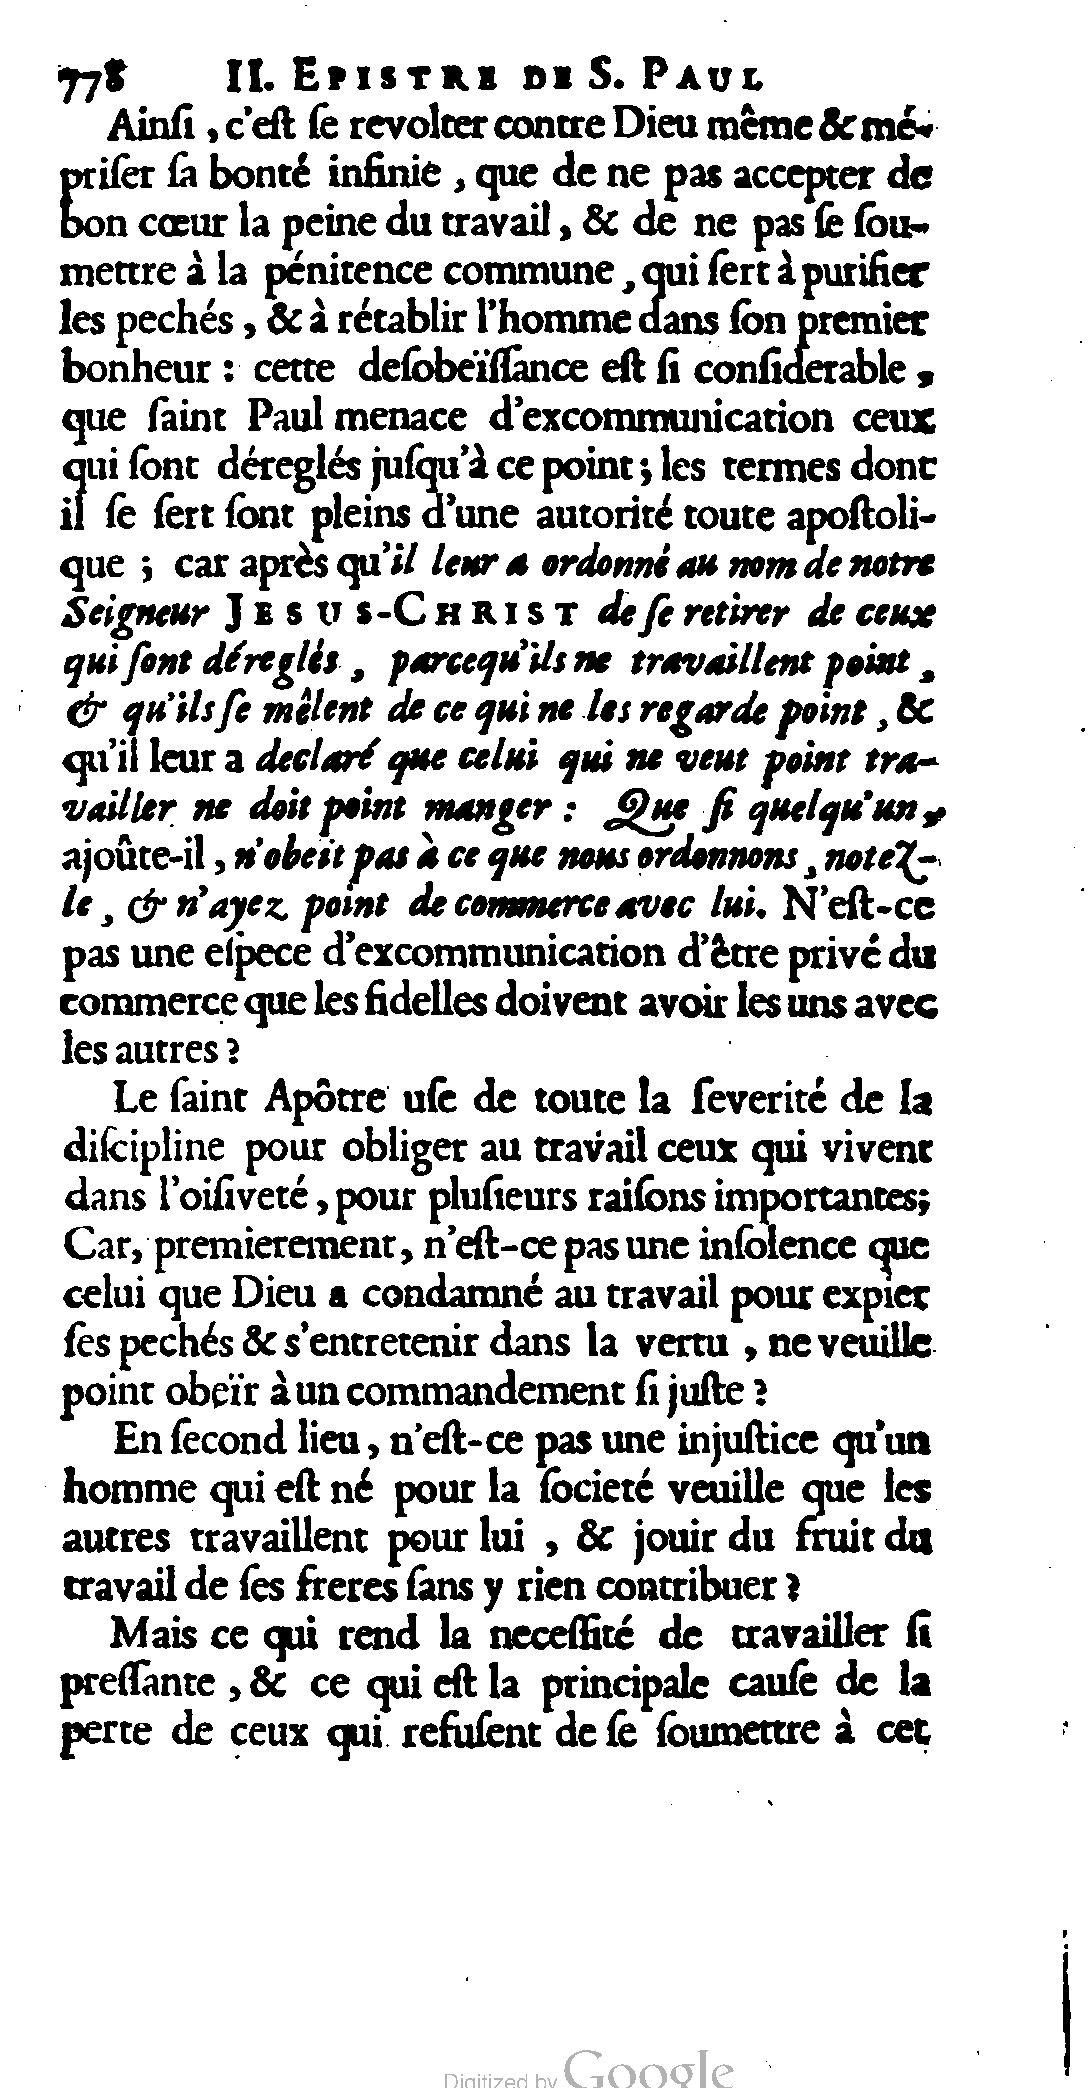 778 II. EPISTRE DE S. PAUL
Ainſi, c'eſt ſe revolter contre Dieu même & mé-
priſer ſa bonté infinie, que de ne pas accepter de
bon cœur la peine du travail, & de ne pas ſe ſou-
mettre à la pénitence commune, qui ſert à purifier
les pechés, & à rétablir l'homme dans ſon premier
bonheur : cette deſobeïſſance eſt ſi conſiderable,
que ſaint Paul menace d'excommunication ceux
qui ſont déreglés juſqu'à ce point ; les termes dont
il ſe ſert ſont pleins d'une autorité toute apoſtoli-
que ; car après qu'il leur a ordonné au nom de notre
Seigneur JESUS-CHRIST de ſe retirer de ceux
qui ſont déreglés, parcequ'ils ne travaillent point,
& qu'ils ſe mêlent de ce qui ne les regarde point, &
qu'il leur a declaré que celui qui ne veut point tra-
vailler ne doit point manger : Que ſi quelqu'un,
ajoûte-il, n'obeït pas à ce que nous ordonnons, notez-
le, & n'ayez point de commerce avec lui. N'eſt-ce
pas une eſpece d'excommunication d'être privé du
commerce que les fidelles doivent avoir les uns avec
les autres ?
Le ſaint Apôtre uſe de toute la ſeverité de la
diſcipline pour obliger au travail ceux qui vivent
dans l'oiſiveté, pour pluſieurs raiſons importantes ;
Car, premierement, n'eſt-ce pas une inſolence que
celui que Dieu a condamné au travail pour expier
ſes pechés & s'entretenir dans la vertu, ne veuille
point obeïr à un commandement ſi juſte ?
En ſecond lieu, n'eſt-ce pas une injuſtice qu'un
homme qui eſt né pour la ſocieté veuille que les
autres travaillent pour lui, & jouir du fruit du
travail de ſes freres ſans y rien contribuer ?
Mais ce qui rend la neceſſité de travailler ſi
preſſante, & ce qui eſt la principale cauſe de la
perte de ceux qui refuſent de ſe ſoumettre à cet
Digitized by Google